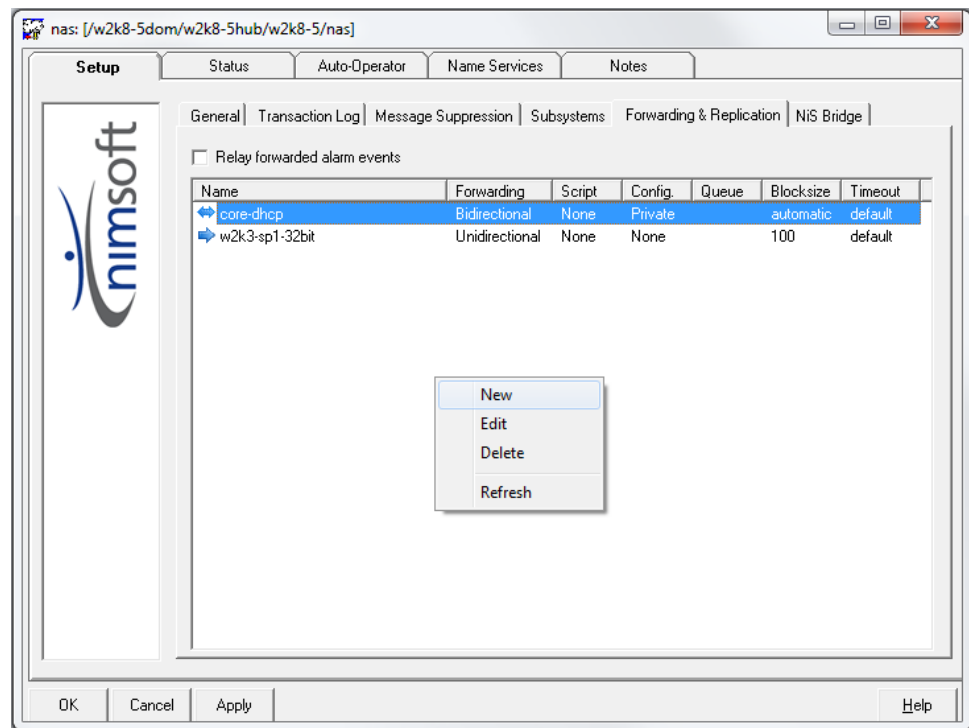 nas: [/w2k8-5dom/w2k8-5hub/w2k8-5/nas]
Setup Status Auto-Operator Name Services Notes
General Transaction Log Message Suppression Subsystems Forwarding & Replication NiS Bridge
Relay forwarded alarm events
Name Forwarding Script Config. Queue Blocksize Timeout
core-dhcp Bidirectional None Private automatic default
w2k3-sp1-32bit Unidirectional None None 100 default
nimsoft
New
Edit
Delete
Refresh
OK Cancel Apply Help